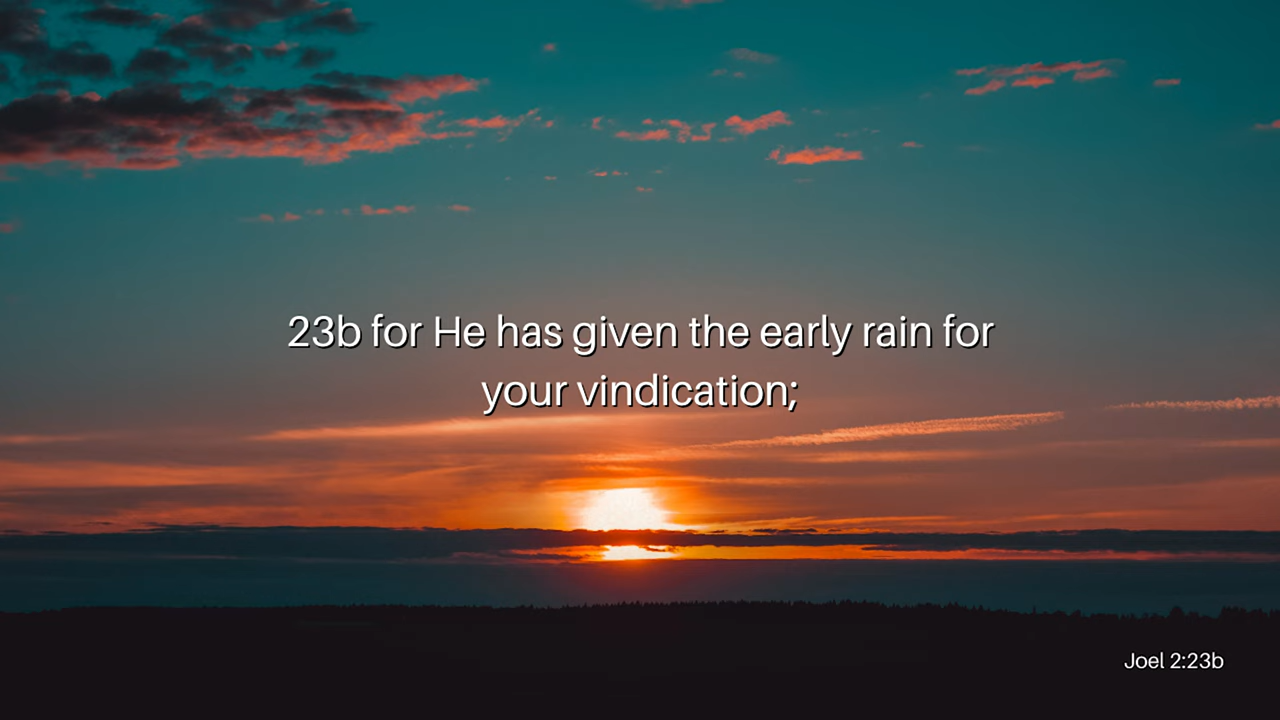 23b for He has given the early rain for
your vindication;
Joel 2:23b